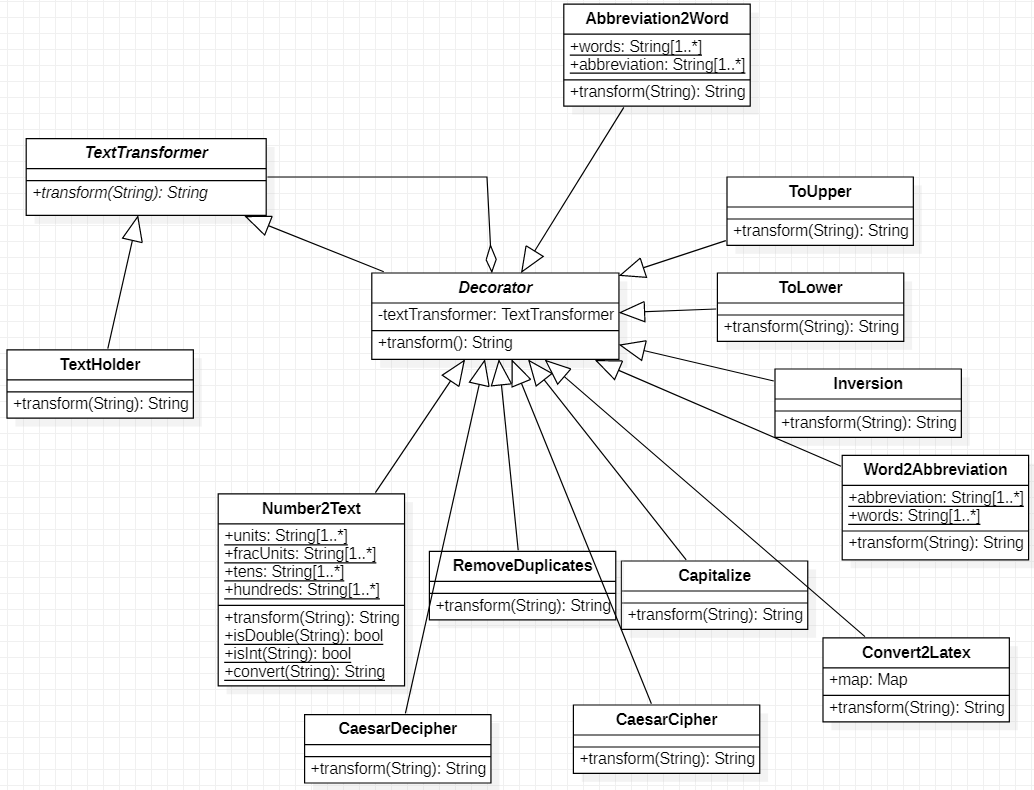 Abbreviation2Word
+words: String[1..*]
+abbreviation: String[1..*]
+transform(String): String
TextTransformer
+transform(String): String
ToUpper
+transform(String): String
Decorator
-textTransformer: TextTransformer
+transform(): String
ToLower
+transform(String): String
TextHolder
+transform(String): String
Inversion
+transform(String): String
Word2Abbreviation
+abbreviation: String[1..*]
+words: String[1..*]
+transform(String): String
Number2Text
+units: String[1..*]
+fracUnits: String[1..*]
+tens: String[1..*]
+hundreds: String[1..*]
+transform(String): String
+isDouble(String): bool
+isInt(String): bool
+convert(String): String
RemoveDuplicates
+transform(String): String
Capitalize
+transform(String): String
Convert2Latex
+map: Map
+transform(String): String
CaesarDecipher
+transform(String): String
CaesarCipher
+transform(String): String